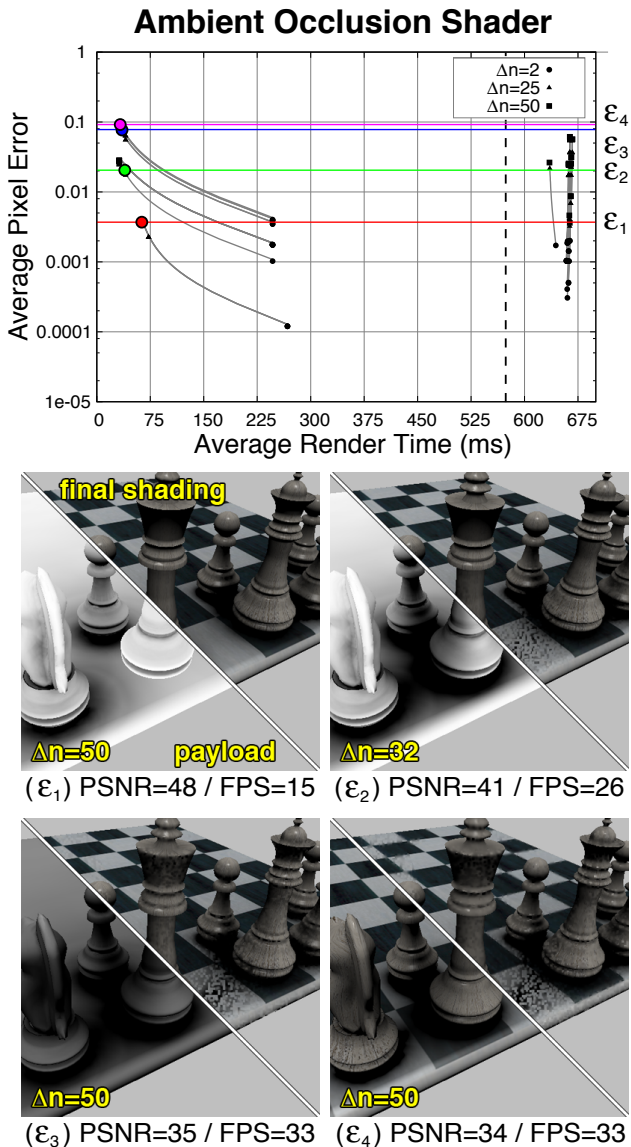 Ambient Occlusion Shader
1
0.1
0.01
0.001
0.0001
1e-05
Average Pixel Error
Δn=2
Δn=25
Δn=50
ε4
ε3
ε2
ε1
0 75 150 225 300 375 450 525 600 675
Average Render Time (ms)
final shading
Δn=50 payload
Δn=32
(ε1) PSNR=48 / FPS=15
(ε2) PSNR=41 / FPS=26
Δn=50
Δn=50
(ε3) PSNR=35 / FPS=33
(ε4) PSNR=34 / FPS=33